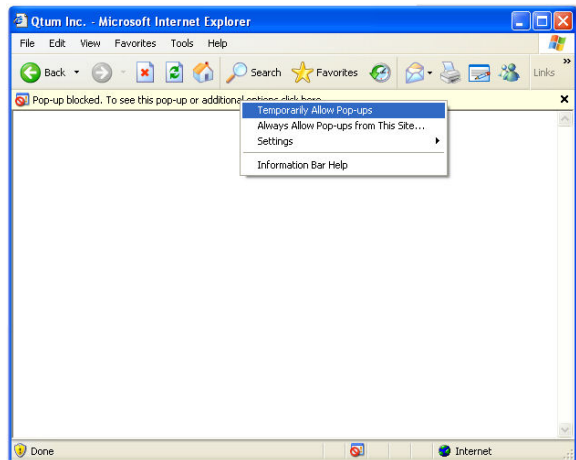 Qtum Inc. - Microsoft Internet Explorer
File Edit View Favorites Tools Help
Back Search Favorites Links »
Pop-up blocked. To see this pop-up or additional options click here
Temporarily Allow Pop-ups
Always Allow Pop-ups from This Site...
Settings
Information Bar Help
Done Internet